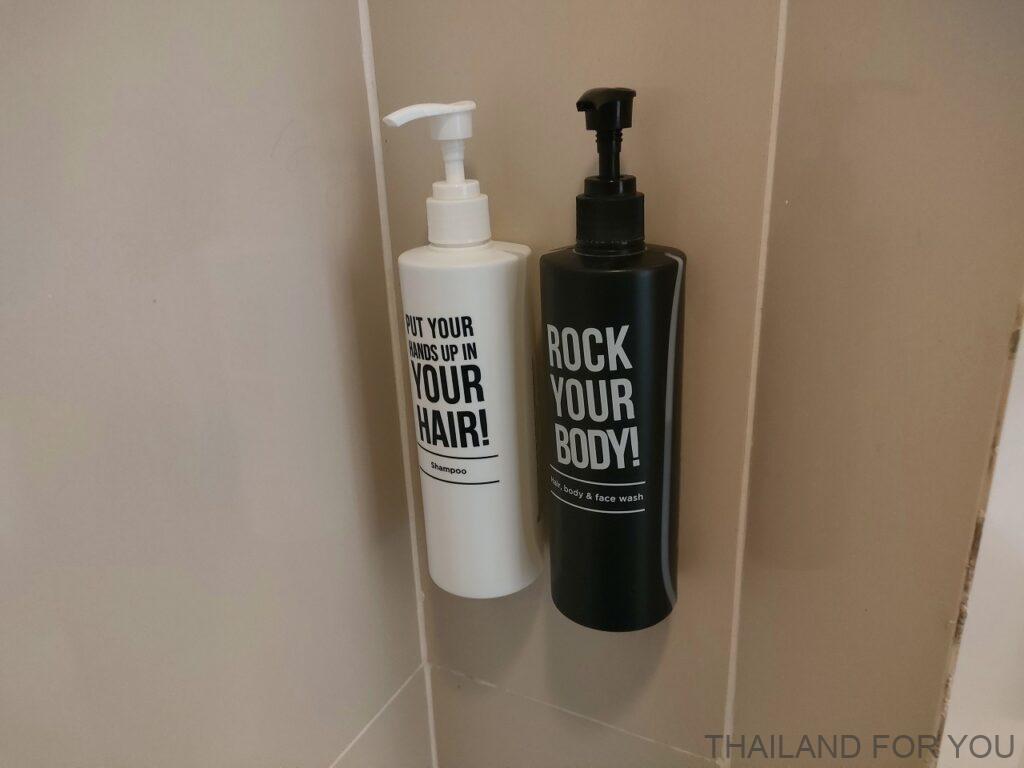 PUT YOUR
HANDS UP IN
YOUR
HAIR!
Shampoo
ROCK
YOUR
BODY!
Hair, body & face wash
THAILAND FOR YOU